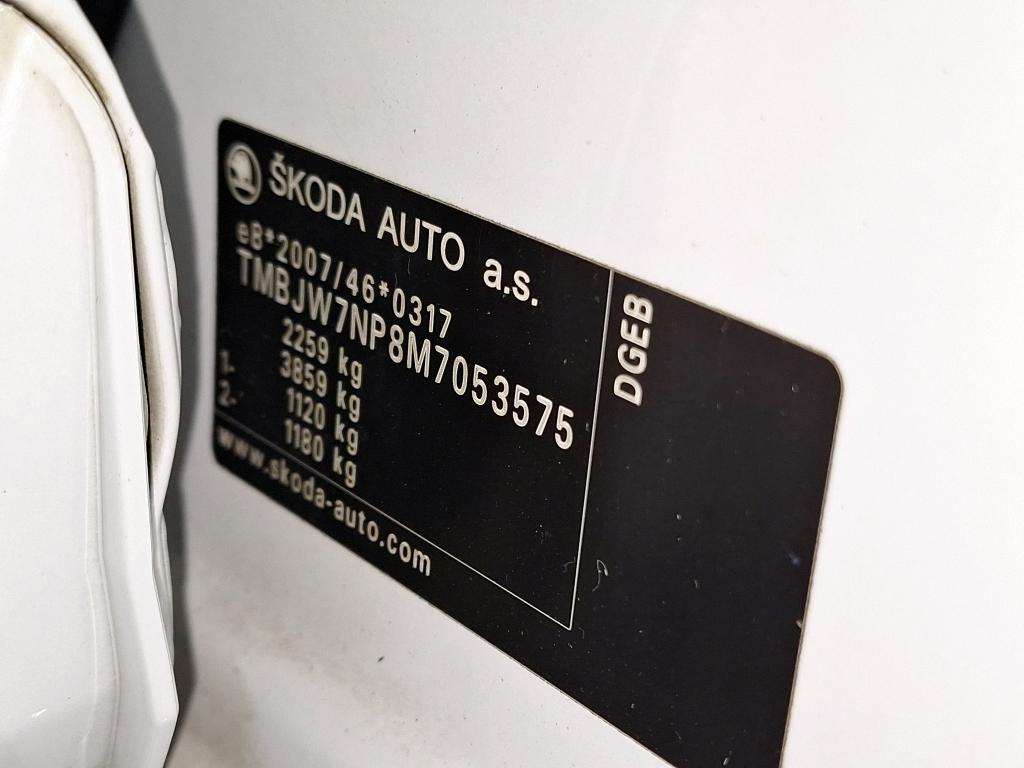 ŠKODA AUTO a.s.
eB*2007/46*0317
TMBJW7NP8M7053575
2259 kg
3859 kg
1- 1120 kg
2- 1180 kg
www.skoda-auto.com
DGEB